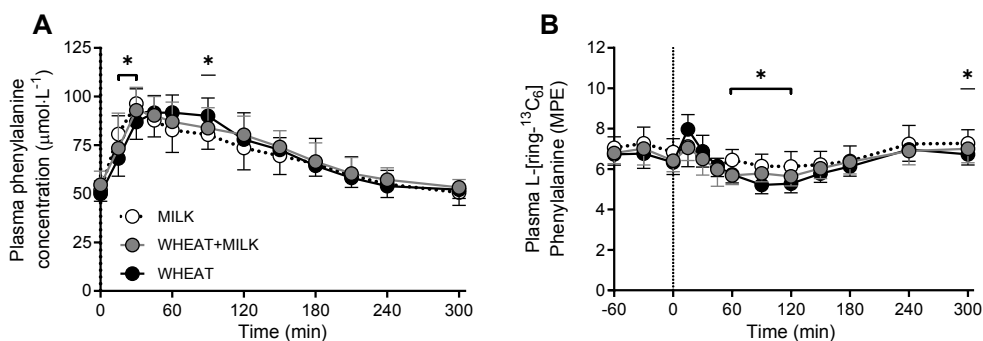 A
Plasma phenylalanine
concentration (µmol·L⁻¹)
125
100
75
50
25
0
*
*
MILK
WHEAT+MILK
WHEAT
0 60 120 180 240 300
Time (min)
B
Plasma L-[ring-¹³C₆]
Phenylalanine (MPE)
12
10
8
6
4
2
0
*
*
-60 0 60 120 180 240 300
Time (min)